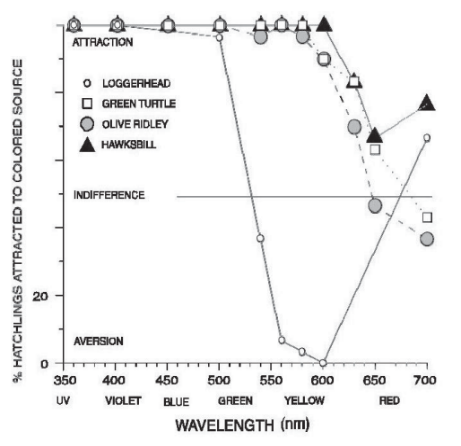 ATTRACTION
LOGGERHEAD
GREEN TURTLE
OLIVE RIDLEY
HAWKSBILL
INDIFFERENCE
20
AVERSION
0
% HATCHLINGS ATTRACTED TO COLORED SOURCE
350 400 450 500 550 600 650 700
UV VIOLET BLUE GREEN YELLOW RED
WAVELENGTH (nm)